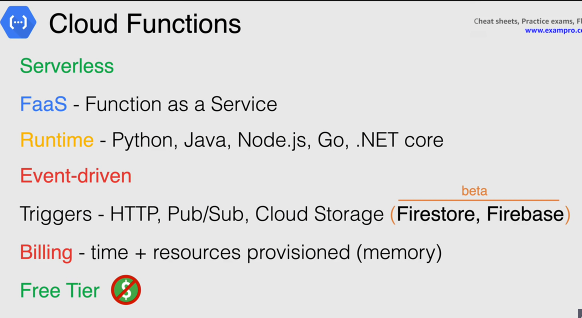 Cloud Functions
Cheat sheets, Practice exams,
www.exampro.
Serverless
FaaS - Function as a Service
Runtime - Python, Java, Node.js, Go, .NET core
Event-driven
beta
Triggers - HTTP, Pub/Sub, Cloud Storage (Firestore, Firebase)
Billing - time + resources provisioned (memory)
Free Tier $